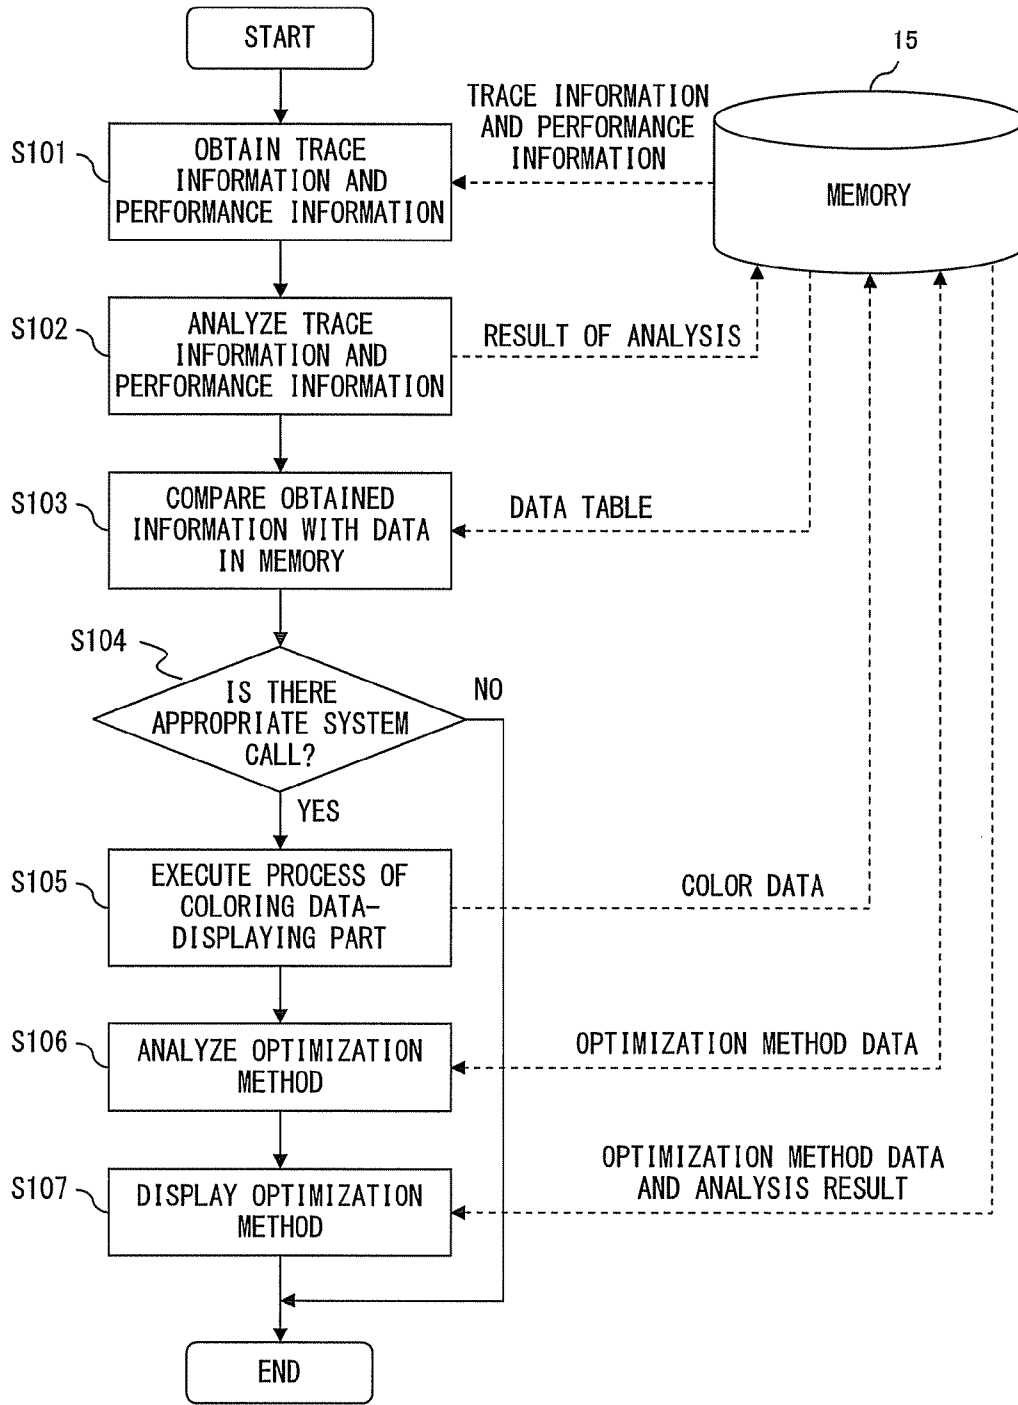 START
15
TRACE INFORMATION
AND PERFORMANCE
INFORMATION
S101
OBTAIN TRACE
INFORMATION AND
PERFORMANCE INFORMATION
MEMORY
S102
ANALYZE TRACE
INFORMATION AND
PERFORMANCE INFORMATION
RESULT OF ANALYSIS
S103
COMPARE OBTAINED
INFORMATION WITH DATA
IN MEMORY
DATA TABLE
S104
IS THERE
APPROPRIATE SYSTEM
CALL?
NO
YES
S105
EXECUTE PROCESS OF
COLORING DATA-
DISPLAYING PART
COLOR DATA
S106
ANALYZE OPTIMIZATION
METHOD
OPTIMIZATION METHOD DATA
S107
DISPLAY OPTIMIZATION
METHOD
OPTIMIZATION METHOD DATA
AND ANALYSIS RESULT
END